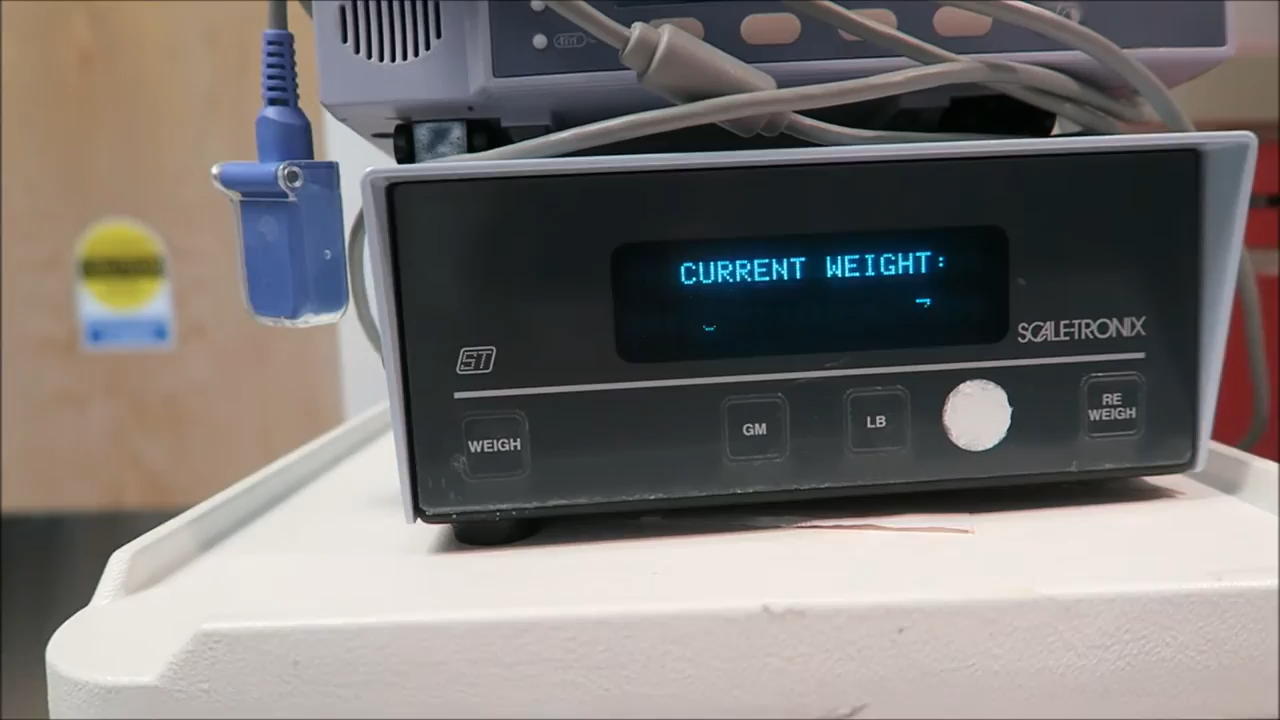 CURRENT WEIGHT:
SCALE-TRONIX
ST
WEIGH
GM
LB
RE
WEIGH